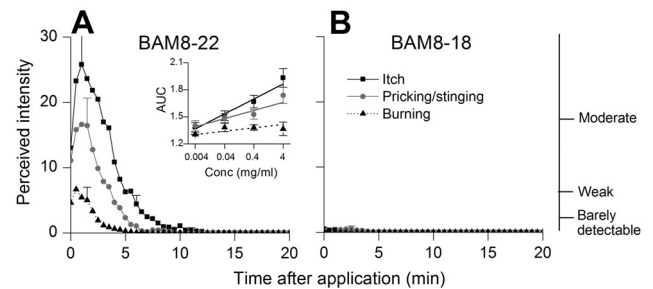 A
BAM8-22
B
BAM8-18
Perceived intensity
30
20
10
0
0
5
10
15
20
AUC
2.1
1.8
1.5
1.2
0.004
0.04
0.4
4
Conc (mg/ml)
Itch
Pricking/stinging
Burning
0
5
10
15
20
Moderate
Weak
Barely
detectable
Time after application (min)